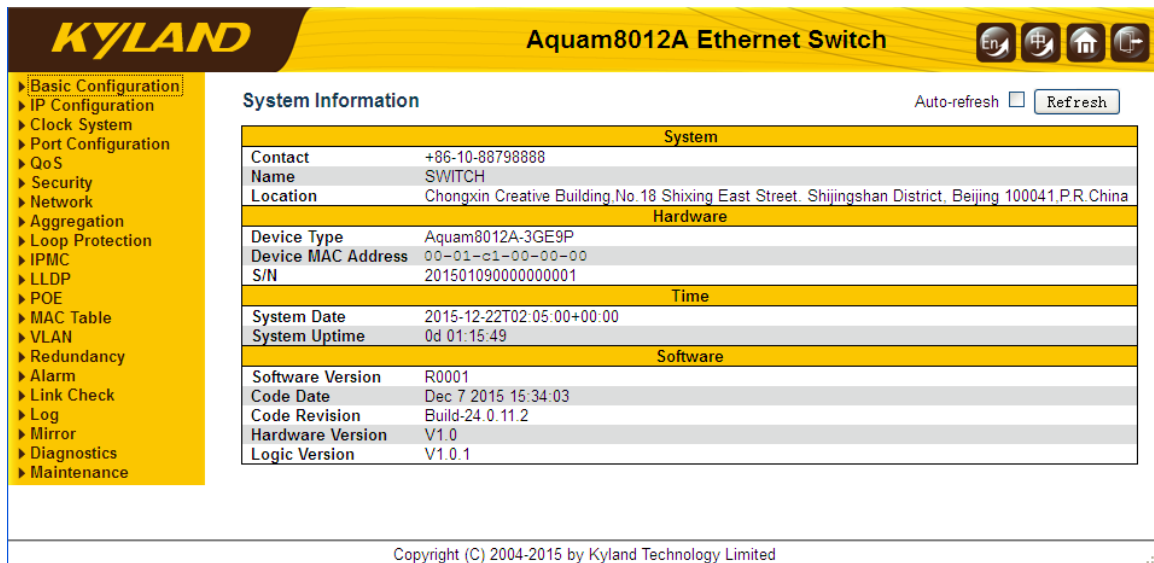 KYLAND
Aquam8012A Ethernet Switch
En
中
Basic Configuration
IP Configuration
Clock System
Port Configuration
QoS
Security
Network
Aggregation
Loop Protection
IPMC
LLDP
POE
MAC Table
VLAN
Redundancy
Alarm
Link Check
Log
Mirror
Diagnostics
Maintenance
System Information
Auto-refresh Refresh
System
Contact +86-10-88798888
Name SWITCH
Location Chongxin Creative Building,No.18 Shixing East Street. Shijingshan District, Beijing 100041,P.R.China
Hardware
Device Type Aquam8012A-3GE9P
Device MAC Address 00-01-c1-00-00-00
S/N 201501090000000001
Time
System Date 2015-12-22T02:05:00+00:00
System Uptime 0d 01:15:49
Software
Software Version R0001
Code Date Dec 7 2015 15:34:03
Code Revision Build-24.0.11.2
Hardware Version V1.0
Logic Version V1.0.1
Copyright (C) 2004-2015 by Kyland Technology Limited